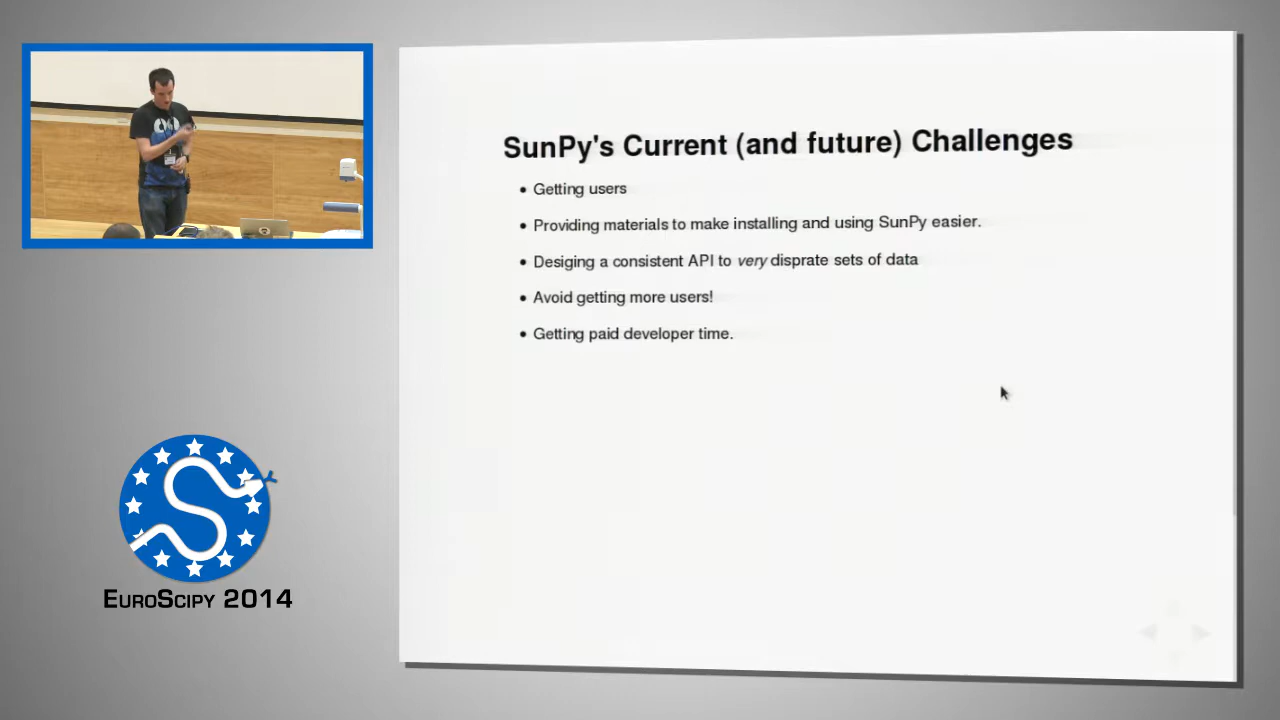 SunPy's Current (and future) Challenges
• Getting users
• Providing materials to make installing and using SunPy easier.
• Desiging a consistent API to very disprate sets of data
• Avoid getting more users!
• Getting paid developer time.
EUROSCIPY 2014